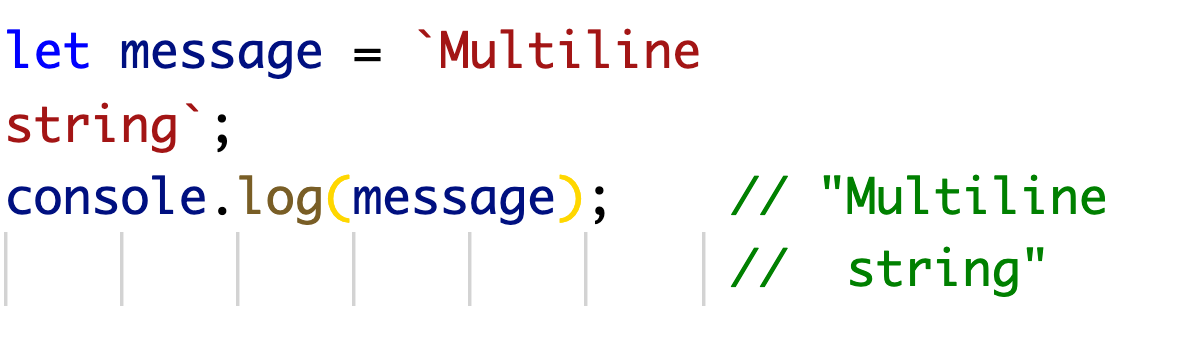 let message = `Multiline
string`;
console.log(message);    // "Multiline
                         //  string"